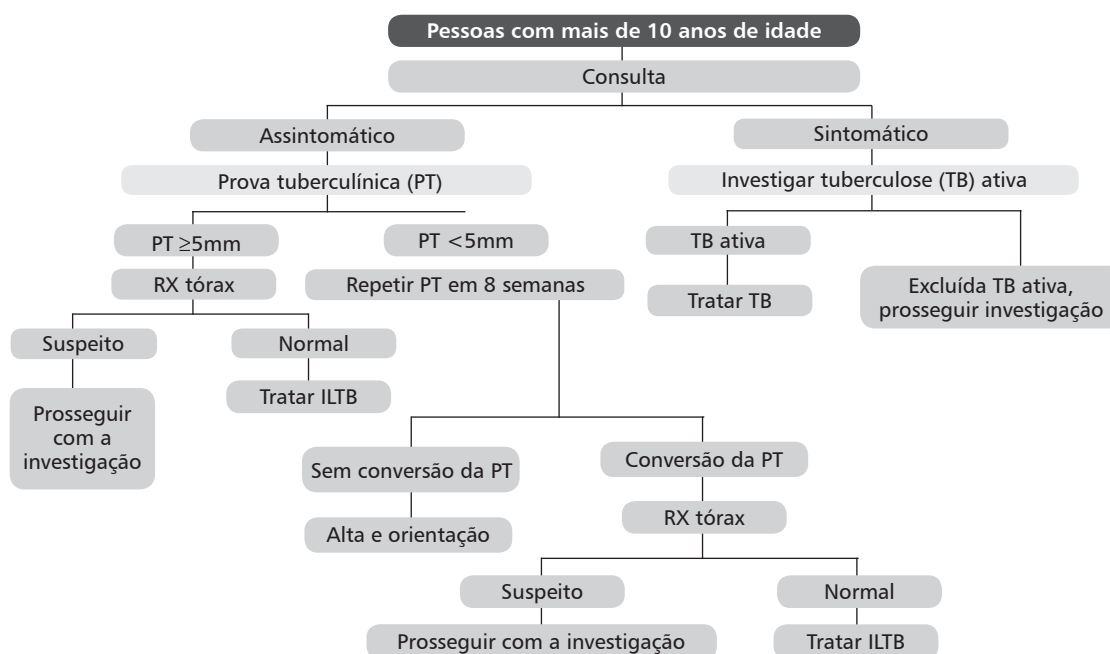 Pessoas com mais de 10 anos de idade
Consulta
Assintomático
Sintomático
Prova tuberculínica (PT)
Investigar tuberculose (TB) ativa
PT ≥5mm
PT <5mm
TB ativa
RX tórax
Repetir PT em 8 semanas
Tratar TB
Excluída TB ativa,
prosseguir investigação
Suspeito
Normal
Prosseguir
com a
investigação
Tratar ILTB
Sem conversão da PT
Conversão da PT
Alta e orientação
RX tórax
Suspeito
Normal
Prosseguir com a investigação
Tratar ILTB